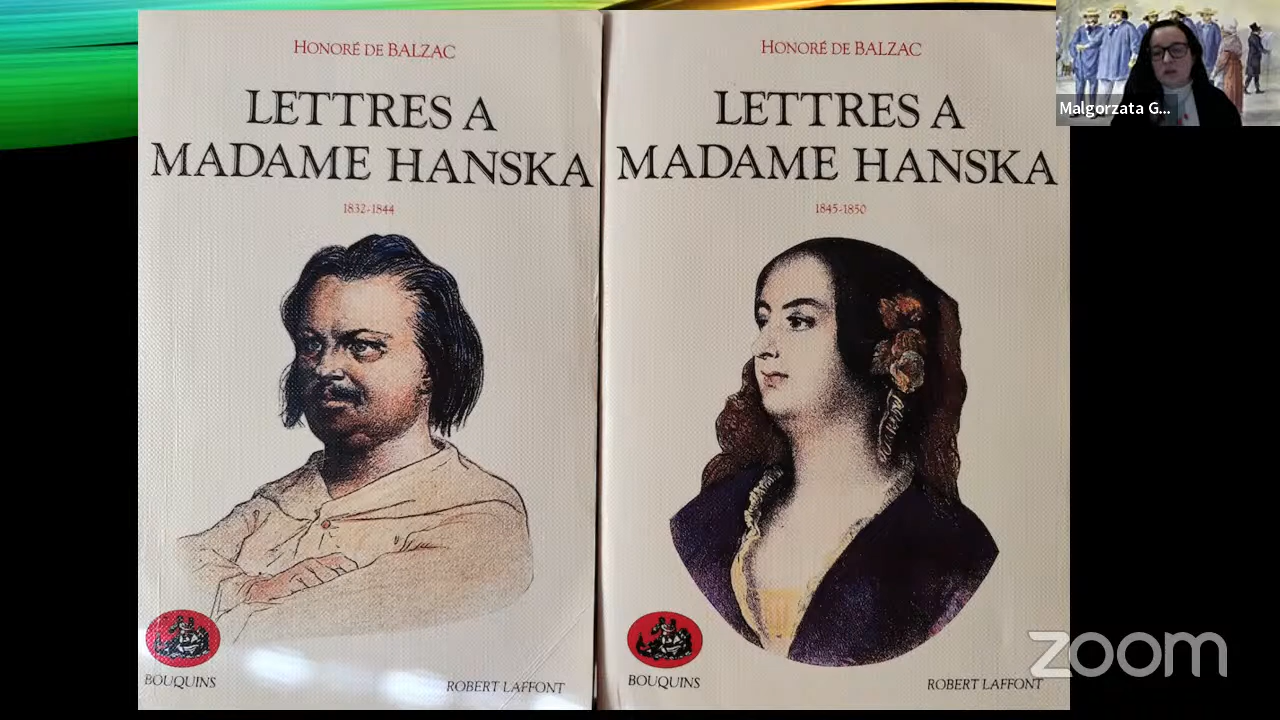 HONORÉ DE BALZAC
LETTRES A
MADAME HANSKA
1832-1844
BOUQUINS
ROBERT LAFFONT
HONORÉ DE BALZAC
LETTRES A
MADAME HANSKA
1845-1850
BOUQUINS
ROBERT LAFFONT
Malgorzata G...
zoom